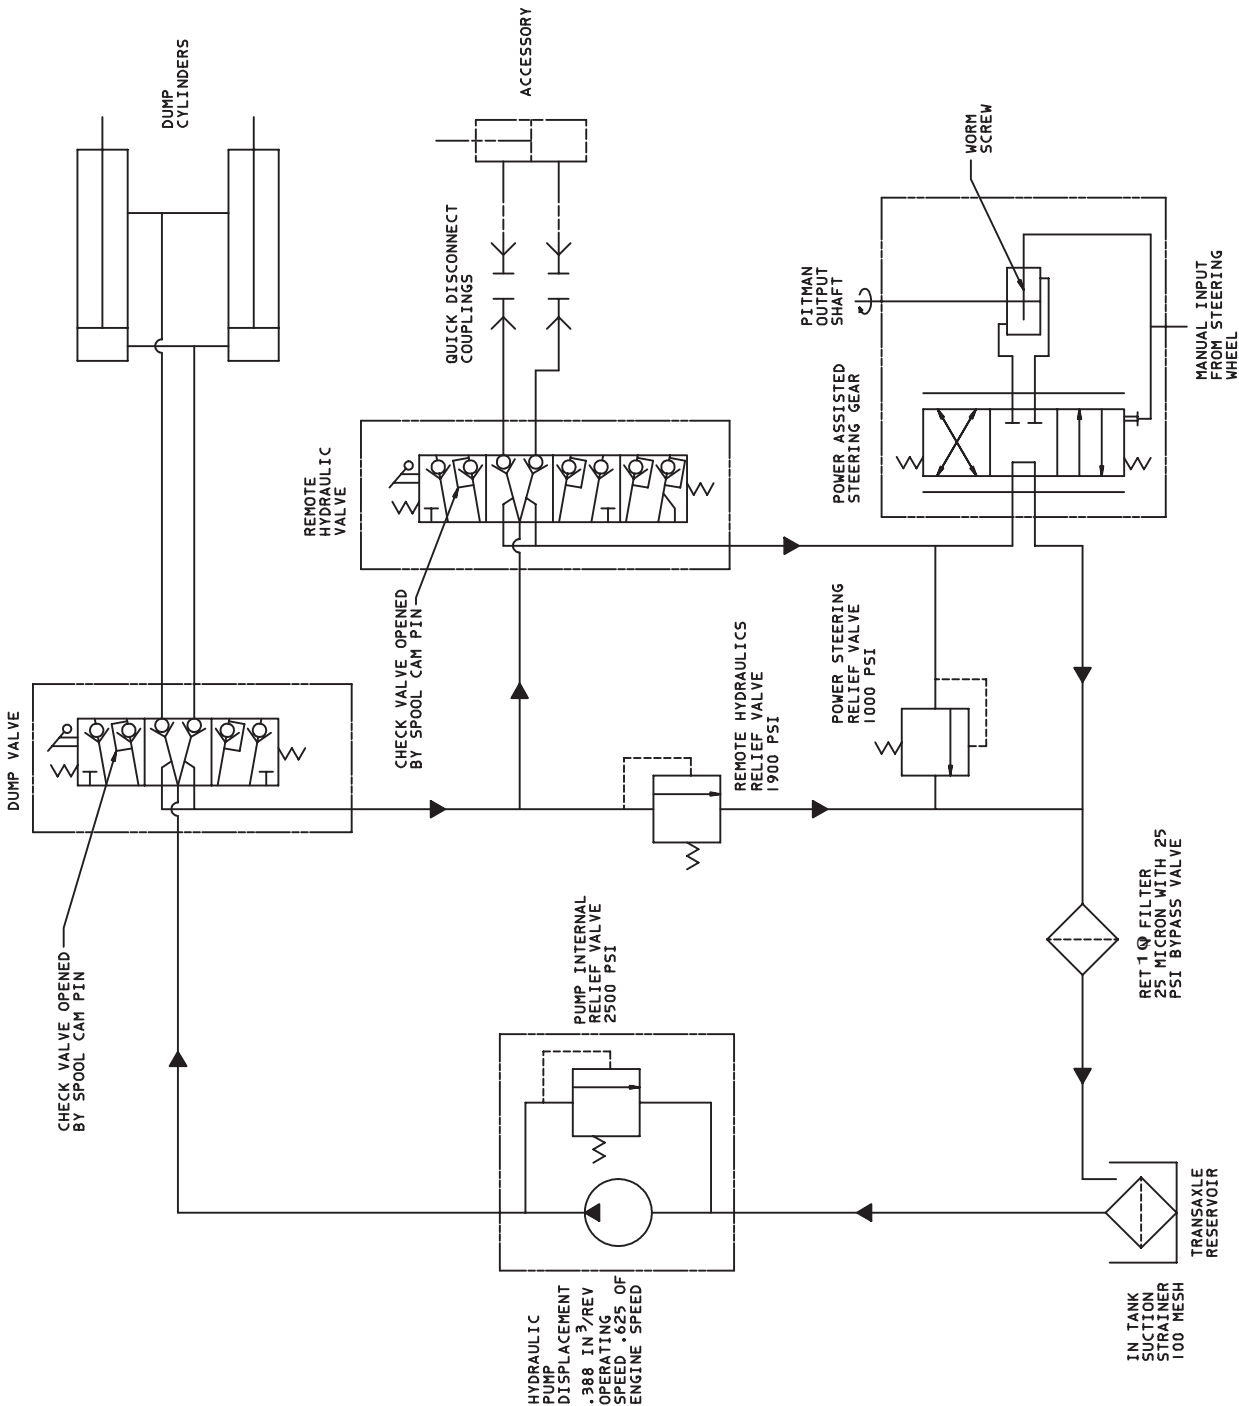 DUMP VALVE
CHECK VALVE OPENED
BY SPOOL CAM PIN
DUMP
CYLINDERS
REMOTE
HYDRAULIC
VALVE
CHECK VALVE OPENED
BY SPOOL CAM PIN
QUICK DISCONNECT
COUPLINGS
ACCESSORY
HYDRAULIC
PUMP
DISPLACEMENT
.388 IN³/REV
OPERATING
SPEED .625 OF
ENGINE SPEED
PUMP INTERNAL
RELIEF VALVE
2500 PSI
REMOTE HYDRAULICS
RELIEF VALVE
1900 PSI
POWER STEERING
RELIEF VALVE
1000 PSI
POWER ASSISTED
STEERING GEAR
PITMAN
OUTPUT
SHAFT
WORM
SCREW
MANUAL INPUT
FROM STEERING
WHEEL
IN TANK
SUCTION
STRAINER
100 MESH
TRANSAXLE
RESERVOIR
FILTER
25 MICRON WITH 25
PSI BYPASS VALVE